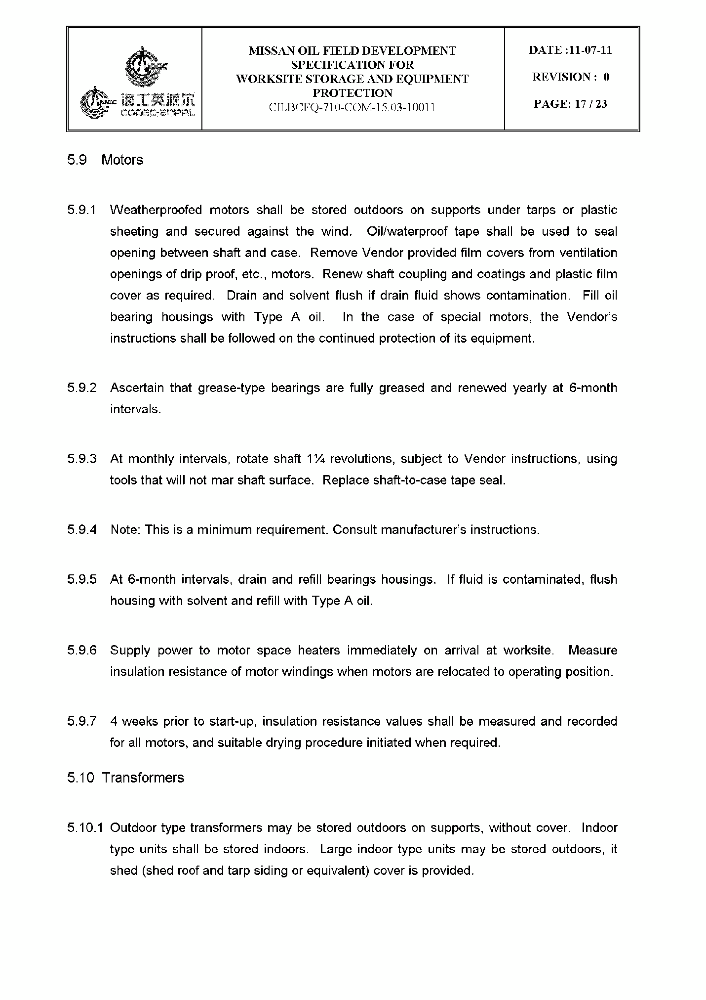 MISSAN OIL FIELD DEVELOPMENT
SPECIFICATION FOR
WORKSITE STORAGE AND EQUIPMENT
PROTECTION
CILBCFQ-710-COM-15.03-10011
DATE :11-07-11
REVISION : 0
PAGE: 17 / 23
海工英派尔
COOEC-ENPAL
5.9 Motors
5.9.1 Weatherproofed motors shall be stored outdoors on supports under tarps or plastic
sheeting and secured against the wind. Oil/waterproof tape shall be used to seal
opening between shaft and case. Remove Vendor provided film covers from ventilation
openings of drip proof, etc., motors. Renew shaft coupling and coatings and plastic film
cover as required. Drain and solvent flush if drain fluid shows contamination. Fill oil
bearing housings with Type A oil. In the case of special motors, the Vendor's
instructions shall be followed on the continued protection of its equipment.
5.9.2 Ascertain that grease-type bearings are fully greased and renewed yearly at 6-month
intervals.
5.9.3 At monthly intervals, rotate shaft 1¼ revolutions, subject to Vendor instructions, using
tools that will not mar shaft surface. Replace shaft-to-case tape seal.
5.9.4 Note: This is a minimum requirement. Consult manufacturer's instructions.
5.9.5 At 6-month intervals, drain and refill bearings housings. If fluid is contaminated, flush
housing with solvent and refill with Type A oil.
5.9.6 Supply power to motor space heaters immediately on arrival at worksite. Measure
insulation resistance of motor windings when motors are relocated to operating position.
5.9.7 4 weeks prior to start-up, insulation resistance values shall be measured and recorded
for all motors, and suitable drying procedure initiated when required.
5.10 Transformers
5.10.1 Outdoor type transformers may be stored outdoors on supports, without cover. Indoor
type units shall be stored indoors. Large indoor type units may be stored outdoors, it
shed (shed roof and tarp siding or equivalent) cover is provided.